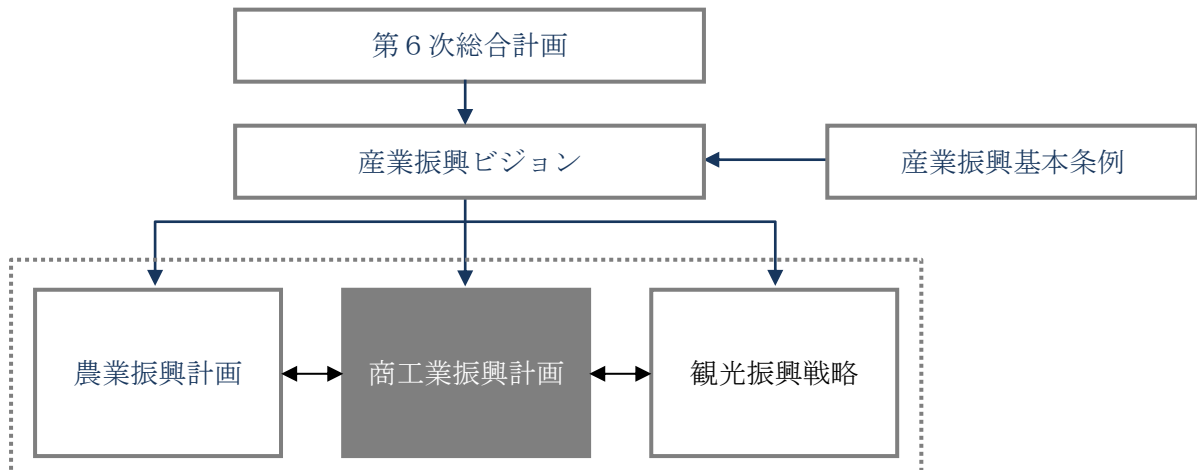 第６次総合計画
産業振興ビジョン
産業振興基本条例
農業振興計画
商工業振興計画
観光振興戦略